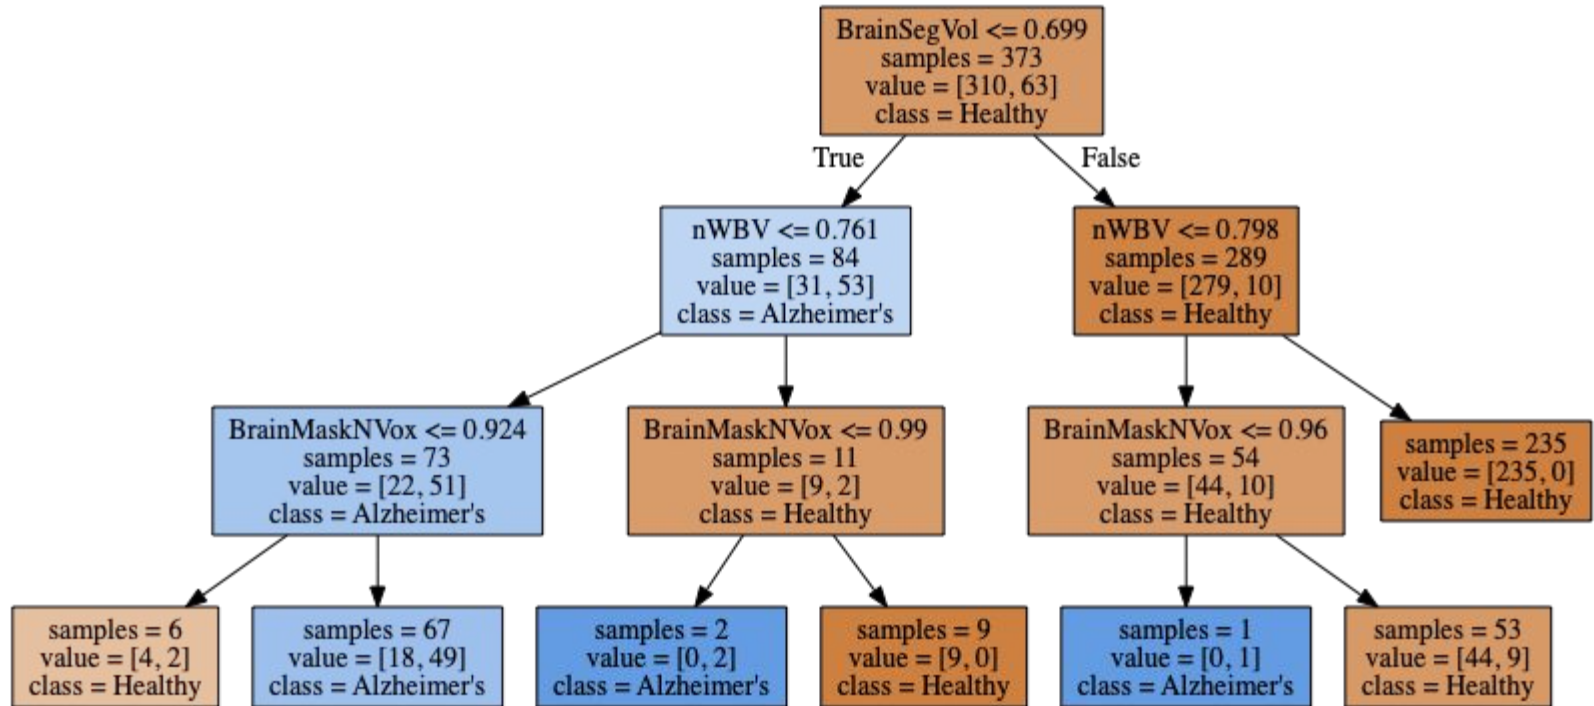 BrainSegVol <= 0.699
samples = 373
value = [310, 63]
class = Healthy
True
False
nWBV <= 0.761
samples = 84
value = [31, 53]
class = Alzheimer's
nWBV <= 0.798
samples = 289
value = [279, 10]
class = Healthy
BrainMaskNVox <= 0.924
samples = 73
value = [22, 51]
class = Alzheimer's
BrainMaskNVox <= 0.99
samples = 11
value = [9, 2]
class = Healthy
BrainMaskNVox <= 0.96
samples = 54
value = [44, 10]
class = Healthy
samples = 235
value = [235, 0]
class = Healthy
samples = 6
value = [4, 2]
class = Healthy
samples = 67
value = [18, 49]
class = Alzheimer's
samples = 2
value = [0, 2]
class = Alzheimer's
samples = 9
value = [9, 0]
class = Healthy
samples = 1
value = [0, 1]
class = Alzheimer's
samples = 53
value = [44, 9]
class = Healthy